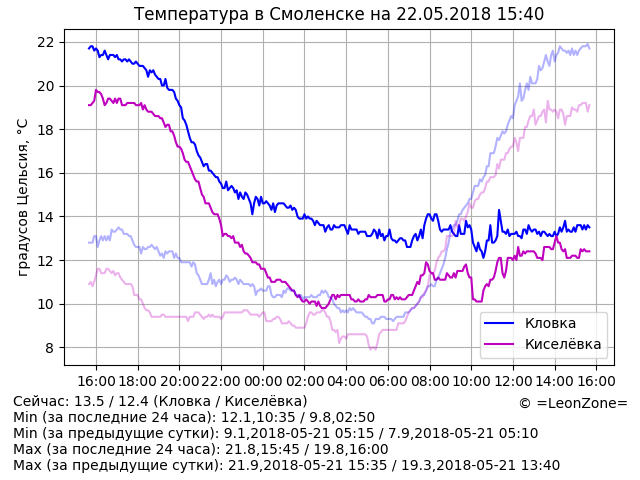 Температура в Смоленске на 22.05.2018 15:40
градусов Цельсия, °C
22
20
18
16
14
12
10
8
Кловка
Киселёвка
16:00 18:00 20:00 22:00 00:00 02:00 04:00 06:00 08:00 10:00 12:00 14:00 16:00
Сейчас: 13.5 / 12.4 (Кловка / Киселёвка)
© =LeonZone=
Min (за последние 24 часа): 12.1,10:35 / 9.8,02:50
Min (за предыдущие сутки): 9.1,2018-05-21 05:15 / 7.9,2018-05-21 05:10
Max (за последние 24 часа): 21.8,15:45 / 19.8,16:00
Max (за предыдущие сутки): 21.9,2018-05-21 15:35 / 19.3,2018-05-21 13:40